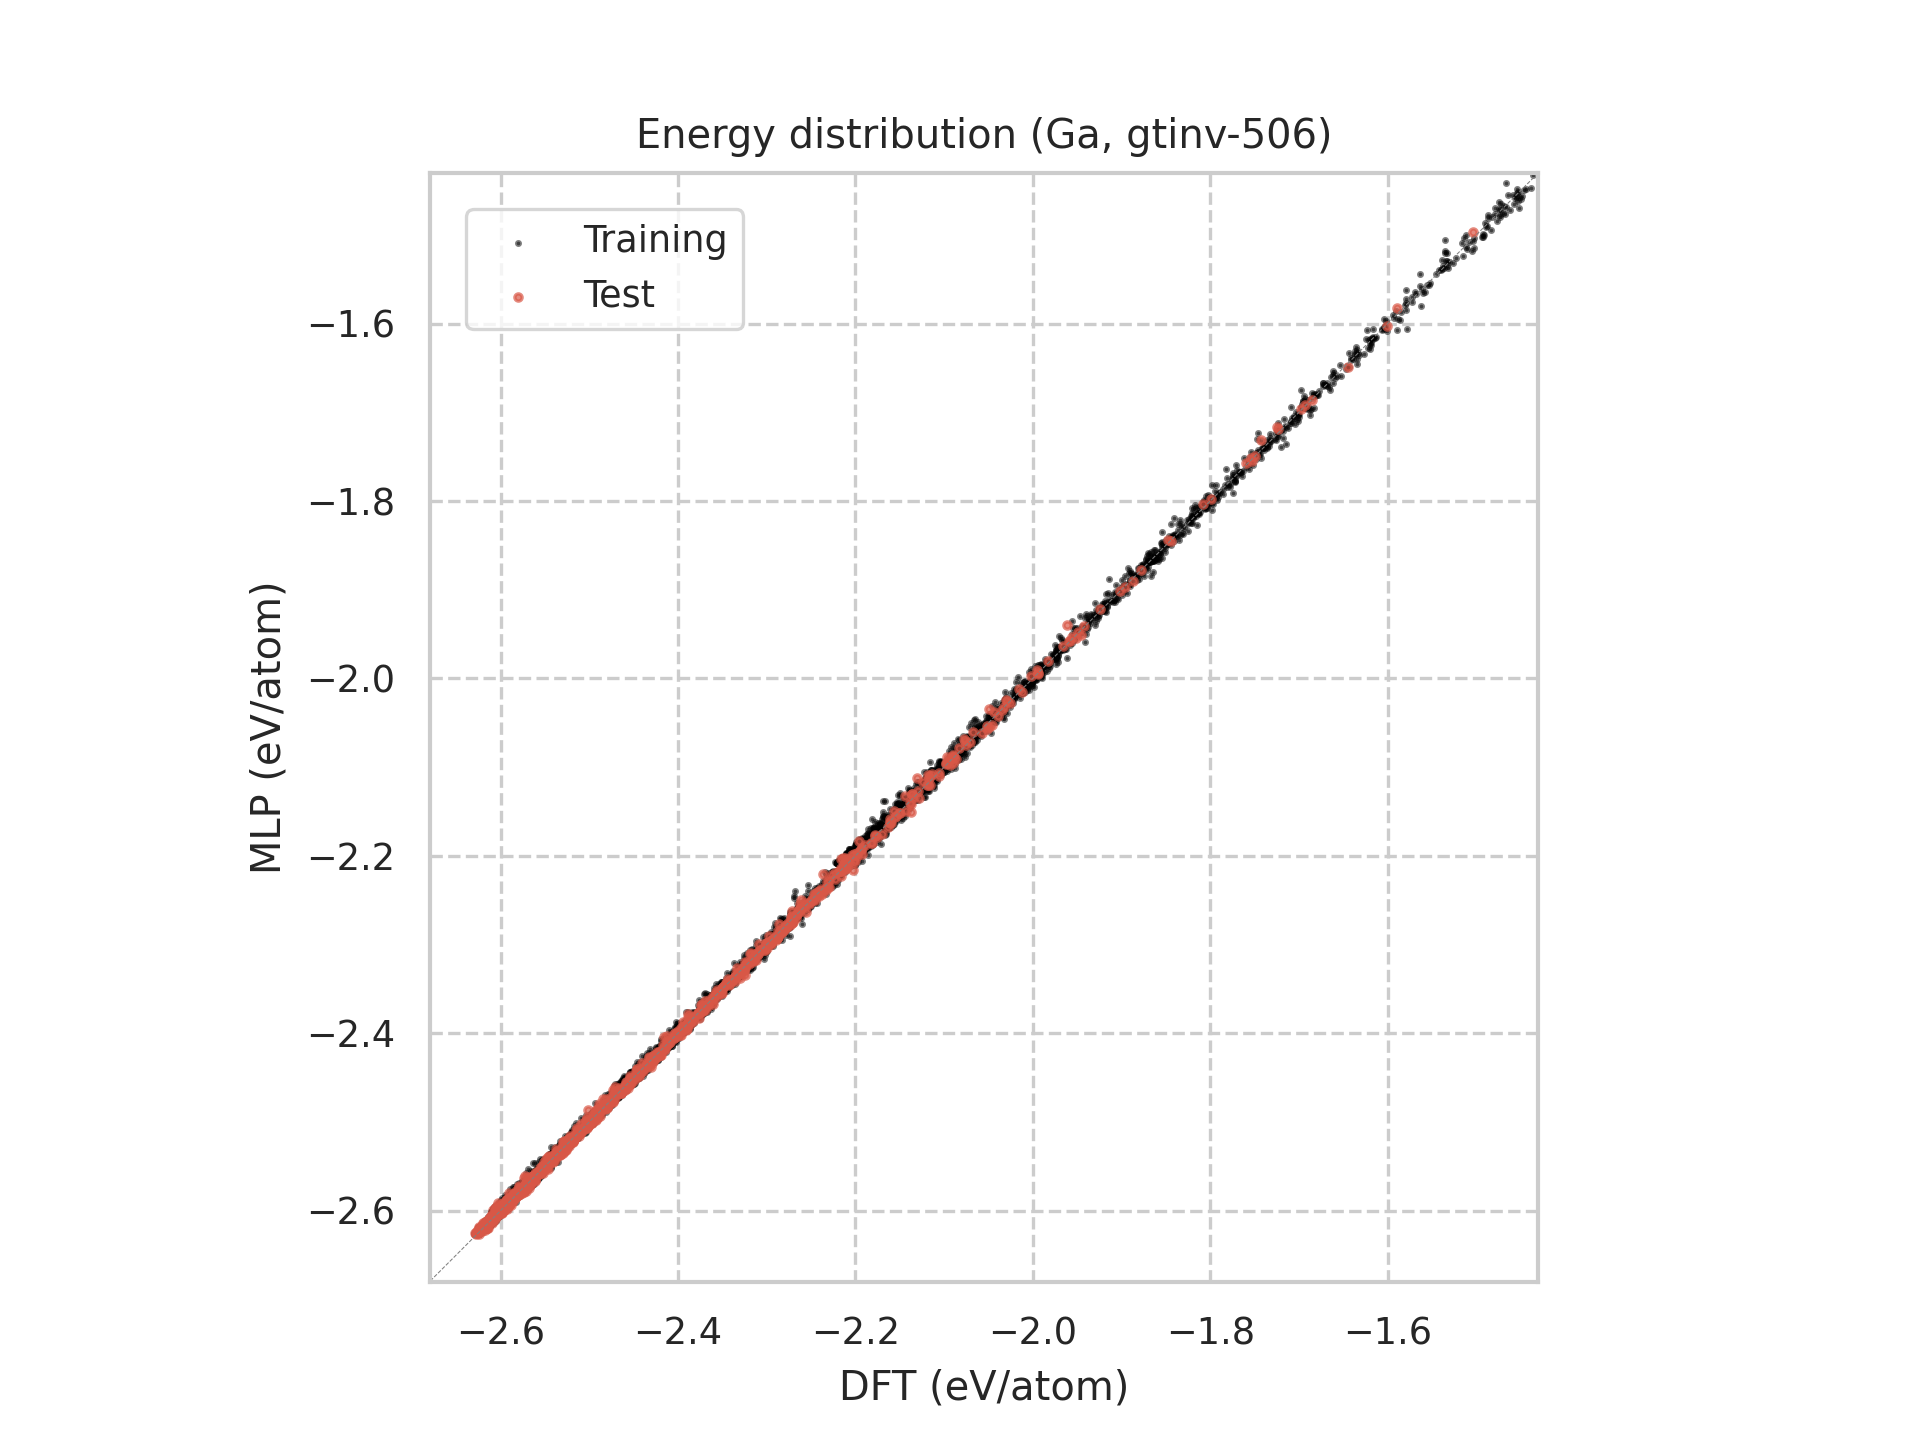 Energy distribution (Ga, gtinv-506)
Training
Test
−1.6
−1.8
−2.0
−2.2
−2.4
−2.6
MLP (eV/atom)
−2.6 −2.4 −2.2 −2.0 −1.8 −1.6
DFT (eV/atom)